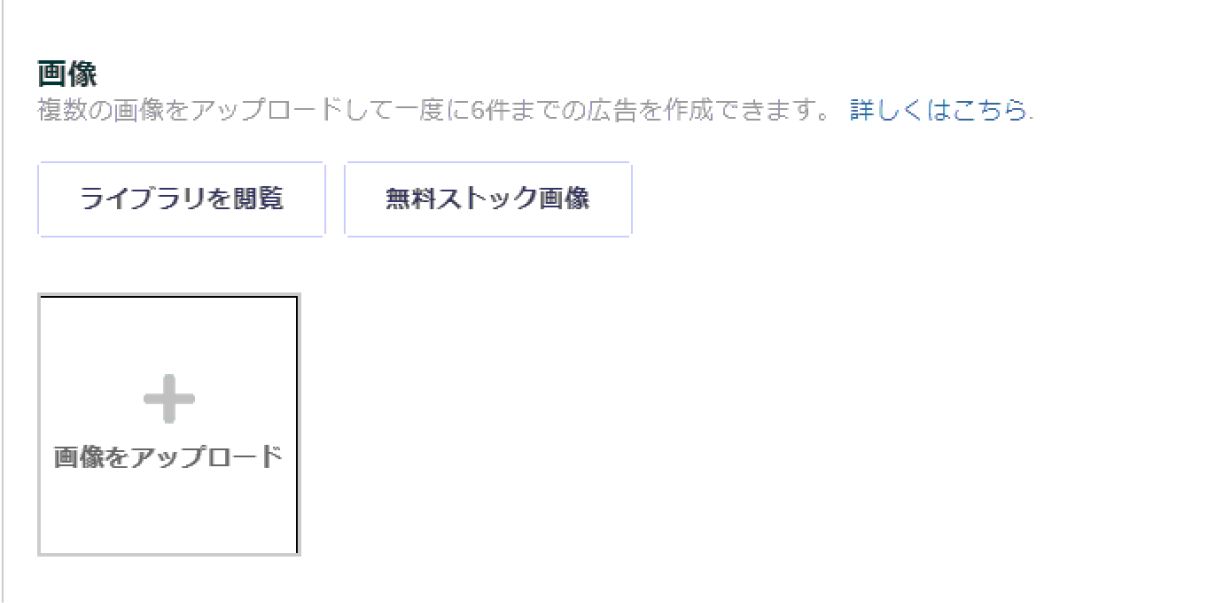 画像
複数の画像をアップロードして一度に6件までの広告を作成できます。 詳しくはこちら.
ライブラリを閲覧 無料ストック画像
画像をアップロード